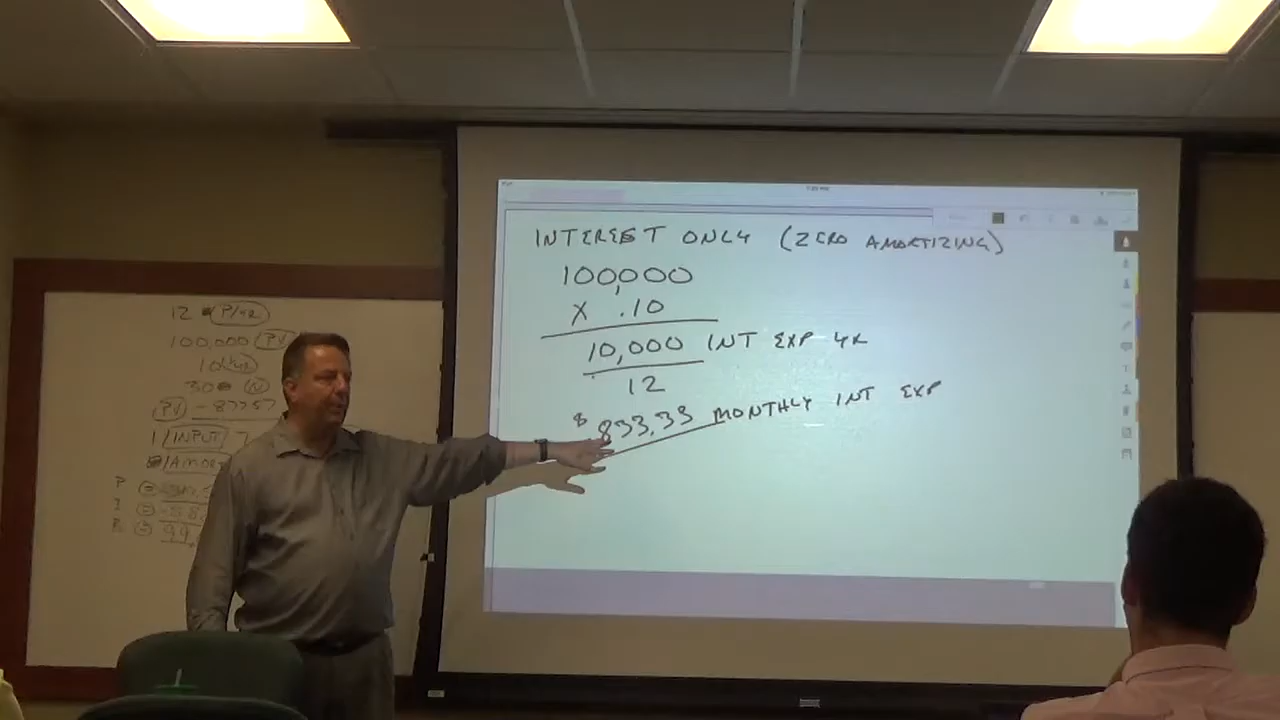 INTEREST ONLY (ZERO AMORTIZING)
100,000
X .10
10,000 INT EXP YR
12
$ 833.33 MONTHLY INT EXP
12 P/YR
100,000 PV
10
30 N
PV
1 INPUT
AMOR
P
I